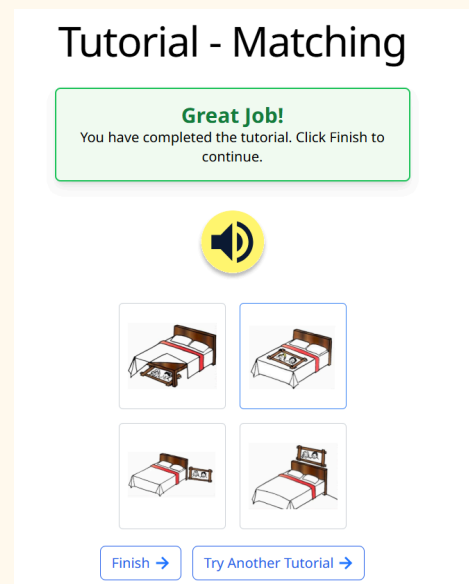 Tutorial - Matching
Great Job!
You have completed the tutorial. Click Finish to
continue.
Finish →
Try Another Tutorial →